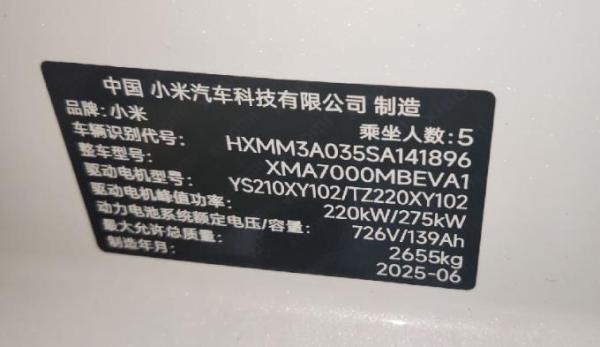 中国 小米汽车科技有限公司 制造
品牌:小米 乘坐人数:5
车辆识别代号: HXMM3A035SA141896
整车型号: XMA7000MBEVA1
驱动电机型号: YS210XY102/TZ220XY102
驱动电机峰值功率: 220kW/275kW
动力电池系统额定电压/容量: 726V/139Ah
最大允许总质量: 2655kg
制造年月: 2025-06